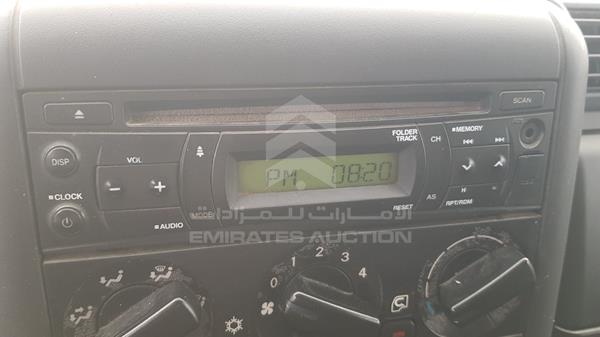 SCAN
FOLDER
TRACK
CH
MEMORY
DISP
VOL
PM 08:20
CLOCK
AUDIO
MODE
RESET
AS
H
RPT/RDM
الامارات للمزادات
EMIRATES AUCTION
0 1 2 3 4